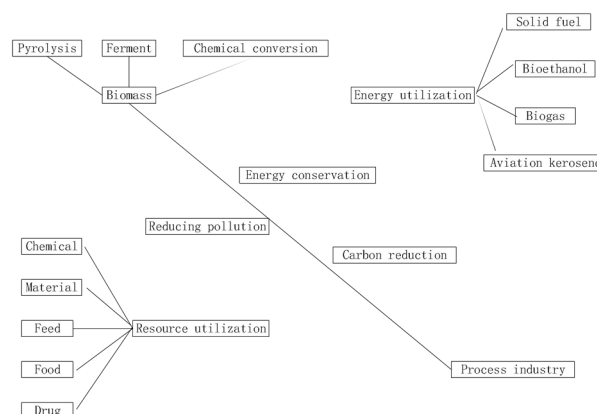 Solid fuel
Pyrolysis
Ferment
Chemical conversion
Bioethanol
Biomass
Energy utilization
Biogas
Aviation kerosend
Energy conservation
Reducing pollution
Chemical
Carbon reduction
Material
Feed
Resource utilization
Food
Process industry
Drug